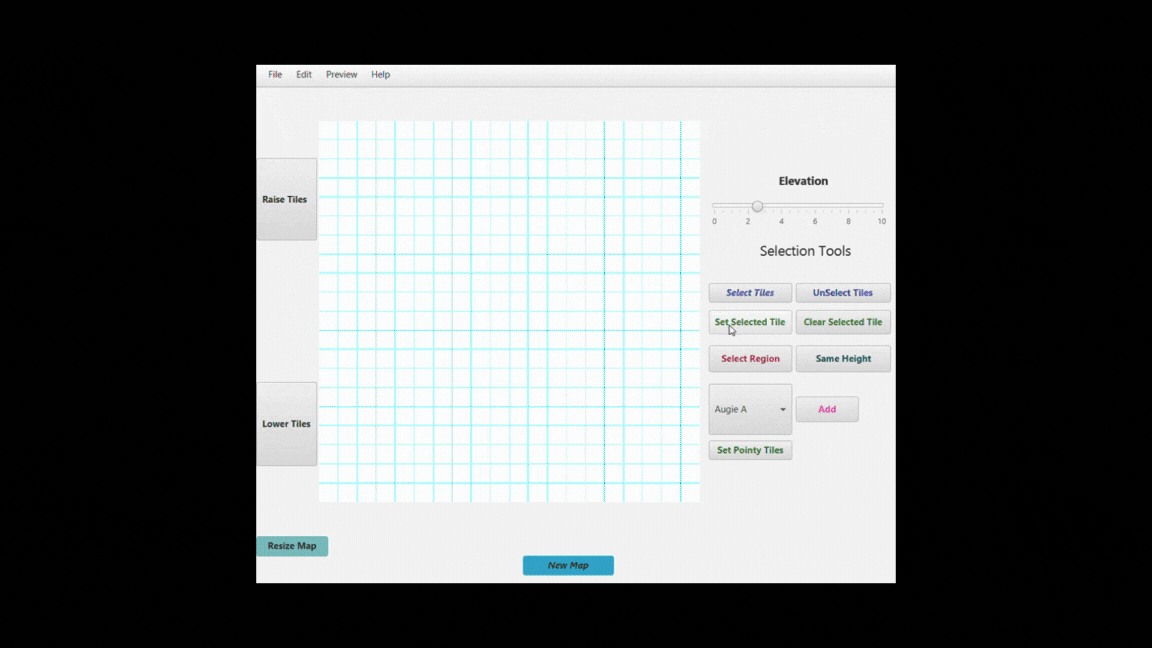 File Edit Preview Help
Raise Tiles
Elevation
0 2 4 6 8 10
Selection Tools
Select Tiles UnSelect Tiles
Set Selected Tile Clear Selected Tile
Select Region Same Height
Augie A Add
Lower Tiles
Set Pointy Tiles
Resize Map
New Map